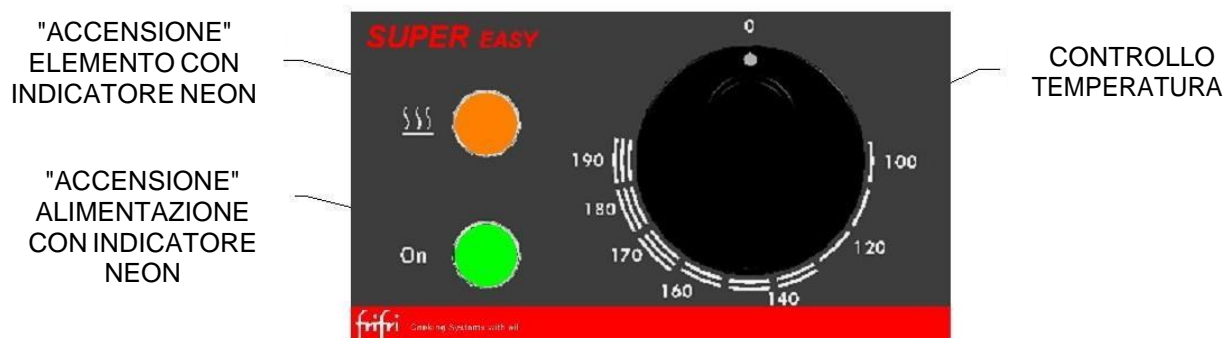 "ACCENSIONE"
ELEMENTO CON
INDICATORE NEON
"ACCENSIONE"
ALIMENTAZIONE
CON INDICATORE
NEON
SUPER EASY
On
0
100
120
140
160
170
180
190
frifri Cooking Systems with oil
CONTROLLO
TEMPERATURA